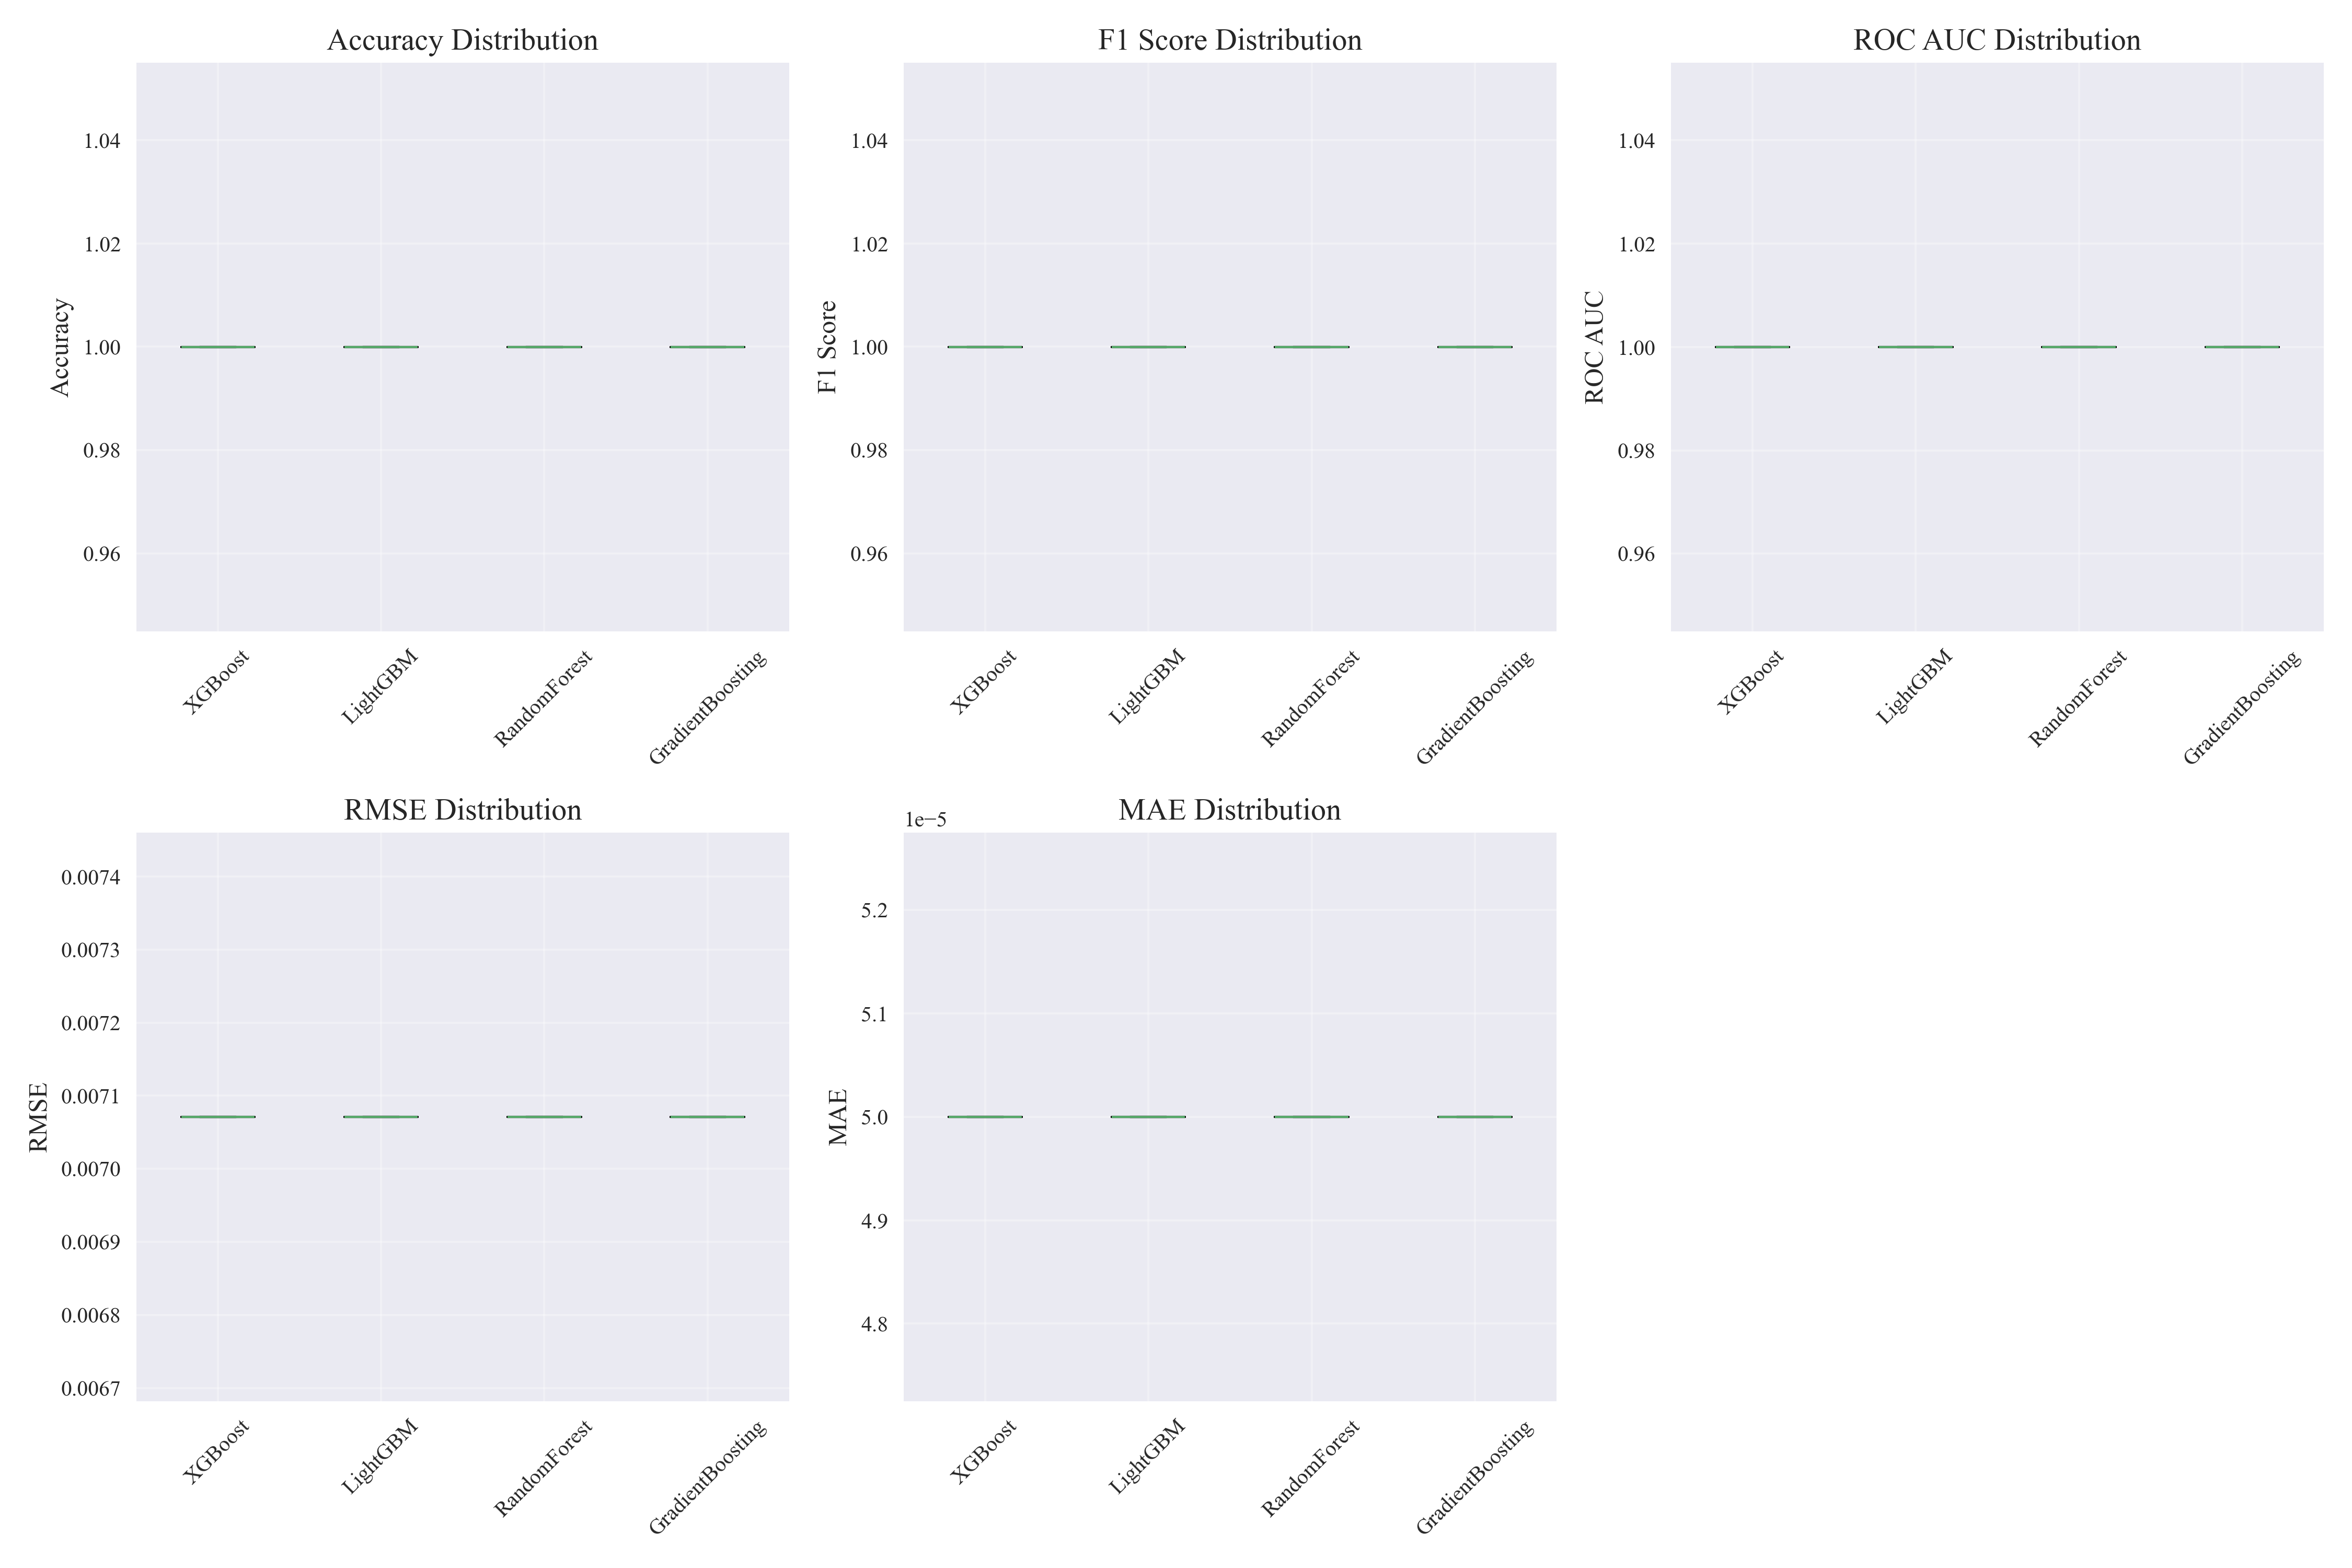 Accuracy Distribution
Accuracy
1.04
1.02
1.00
0.98
0.96
XGBoost
LightGBM
RandomForest
GradientBoosting
F1 Score Distribution
F1 Score
1.04
1.02
1.00
0.98
0.96
XGBoost
LightGBM
RandomForest
GradientBoosting
ROC AUC Distribution
ROC AUC
1.04
1.02
1.00
0.98
0.96
XGBoost
LightGBM
RandomForest
GradientBoosting
RMSE Distribution
RMSE
0.0074
0.0073
0.0072
0.0071
0.0070
0.0069
0.0068
0.0067
XGBoost
LightGBM
RandomForest
GradientBoosting
MAE Distribution
1e−5
MAE
5.2
5.1
5.0
4.9
4.8
XGBoost
LightGBM
RandomForest
GradientBoosting